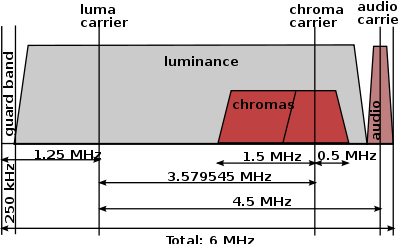 luma
carrier
chroma
carrier
audio
carrie
guard band
luminance
chromas
audio
1.25 MHz
1.5 MHz
0.5 MHz
3.579545 MHz
250 kHz
4.5 MHz
Total: 6 MHz